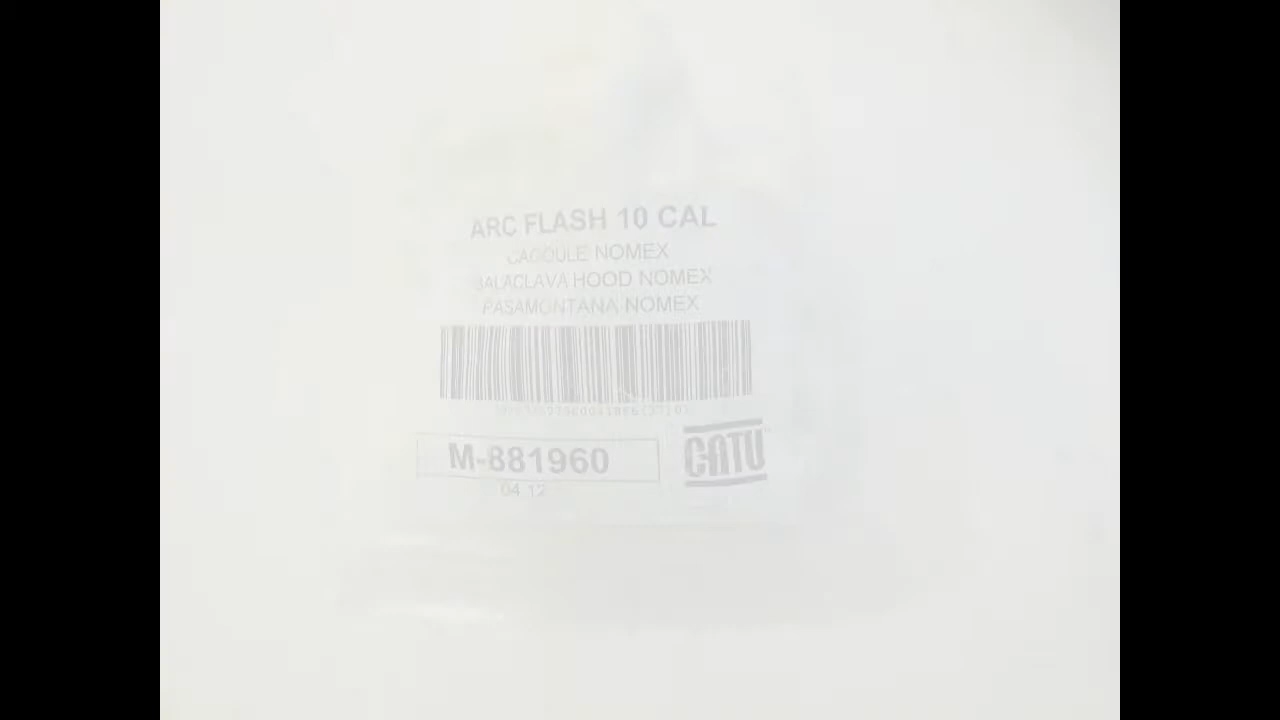 ARC FLASH 10 CAL
CAGOULE NOMEX
BALACLAVA HOOD NOMEX
PASAMONTANA NOMEX
M-881960
CATU
04 12